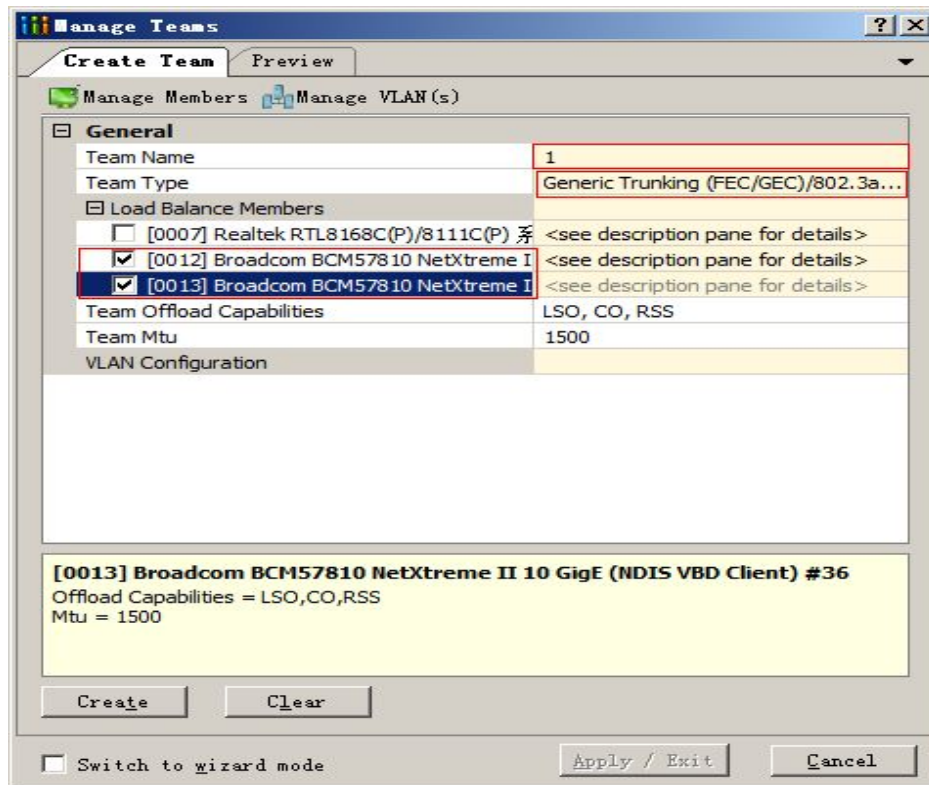 Manage Teams
Create Team Preview
Manage Members Manage VLAN(s)
General
Team Name 1
Team Type Generic Trunking (FEC/GEC)/802.3a...
Load Balance Members
[0007] Realtek RTL8168C(P)/8111C(P) 系 <see description pane for details>
[0012] Broadcom BCM57810 NetXtreme I <see description pane for details>
[0013] Broadcom BCM57810 NetXtreme I <see description pane for details>
Team Offload Capabilities LSO, CO, RSS
Team Mtu 1500
VLAN Configuration
[0013] Broadcom BCM57810 NetXtreme II 10 GigE (NDIS VBD Client) #36
Offload Capabilities = LSO,CO,RSS
Mtu = 1500
Create Clear
Switch to wizard mode Apply / Exit Cancel